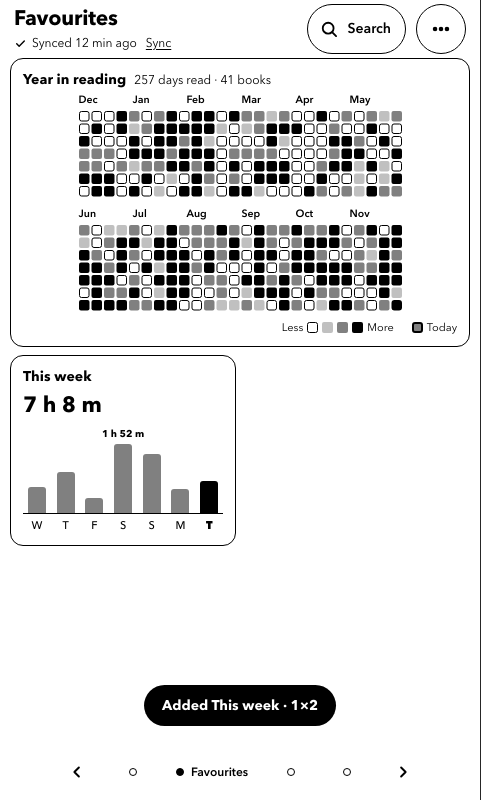 Favourites
Synced 12 min ago Sync
Search
Year in reading 257 days read · 41 books
Dec Jan Feb Mar Apr May
Jun Jul Aug Sep Oct Nov
Less More Today
This week
7 h 8 m
1 h 52 m
W T F S S M T
Added This week · 1×2
Favourites